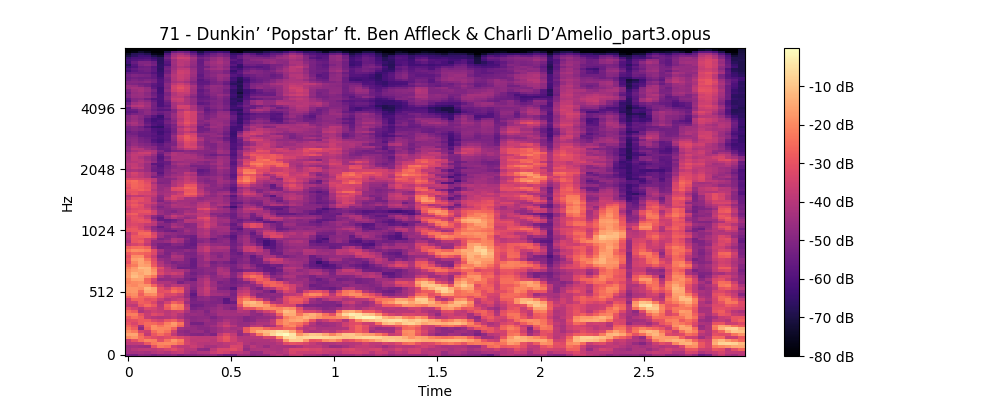 71 - Dunkin’ ‘Popstar’ ft. Ben Affleck & Charli D’Amelio_part3.opus
Hz
4096
2048
1024
512
0
0
0.5
1
1.5
2
2.5
Time
-10 dB
-20 dB
-30 dB
-40 dB
-50 dB
-60 dB
-70 dB
-80 dB